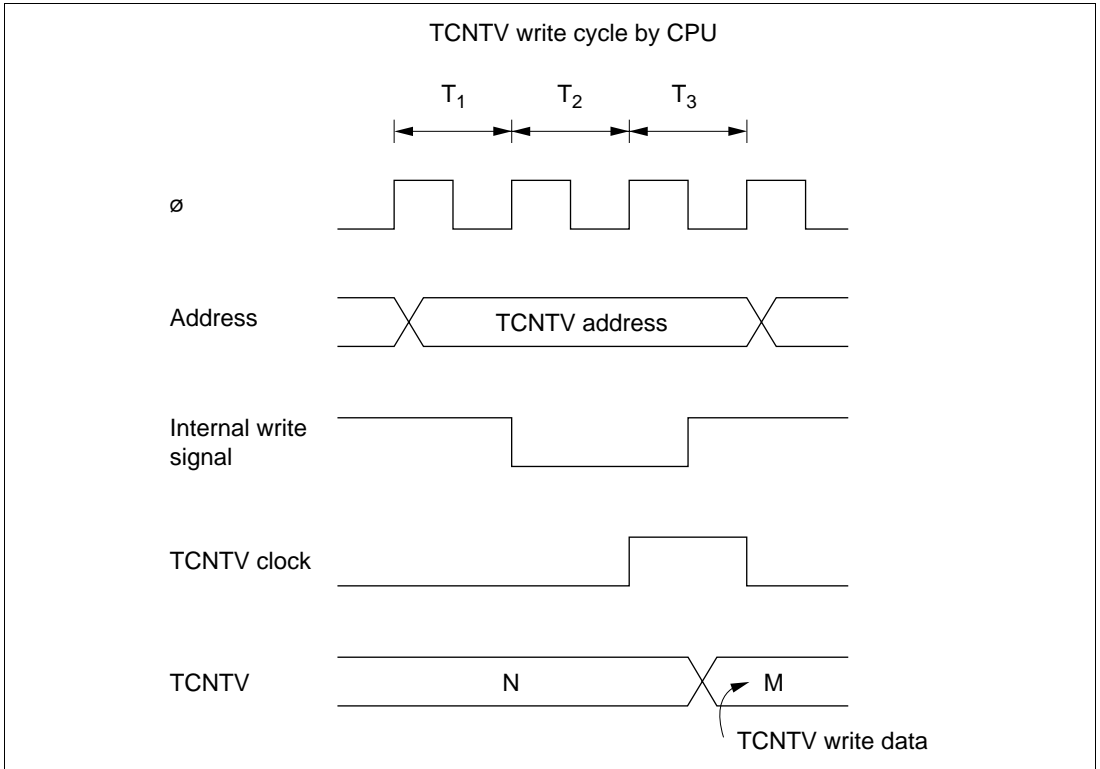 TCNTV write cycle by CPU
T1 T2 T3
ø
Address
TCNTV address
Internal write
signal
TCNTV clock
TCNTV
N
M
TCNTV write data